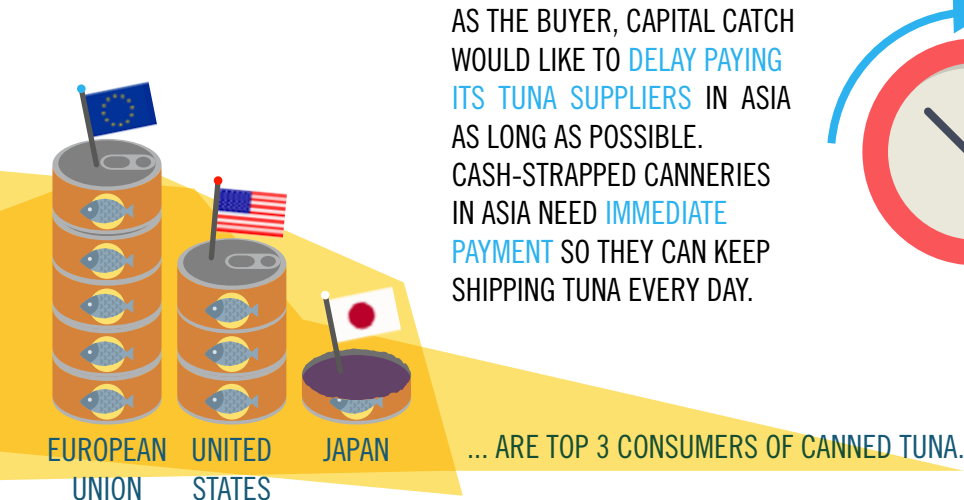 AS THE BUYER, CAPITAL CATCH
WOULD LIKE TO DELAY PAYING
ITS TUNA SUPPLIERS IN ASIA
AS LONG AS POSSIBLE.
CASH-STRAPPED CANNERIES
IN ASIA NEED IMMEDIATE
PAYMENT SO THEY CAN KEEP
SHIPPING TUNA EVERY DAY.
EUROPEAN
UNION
UNITED
STATES
JAPAN
... ARE TOP 3 CONSUMERS OF CANNED TUNA.